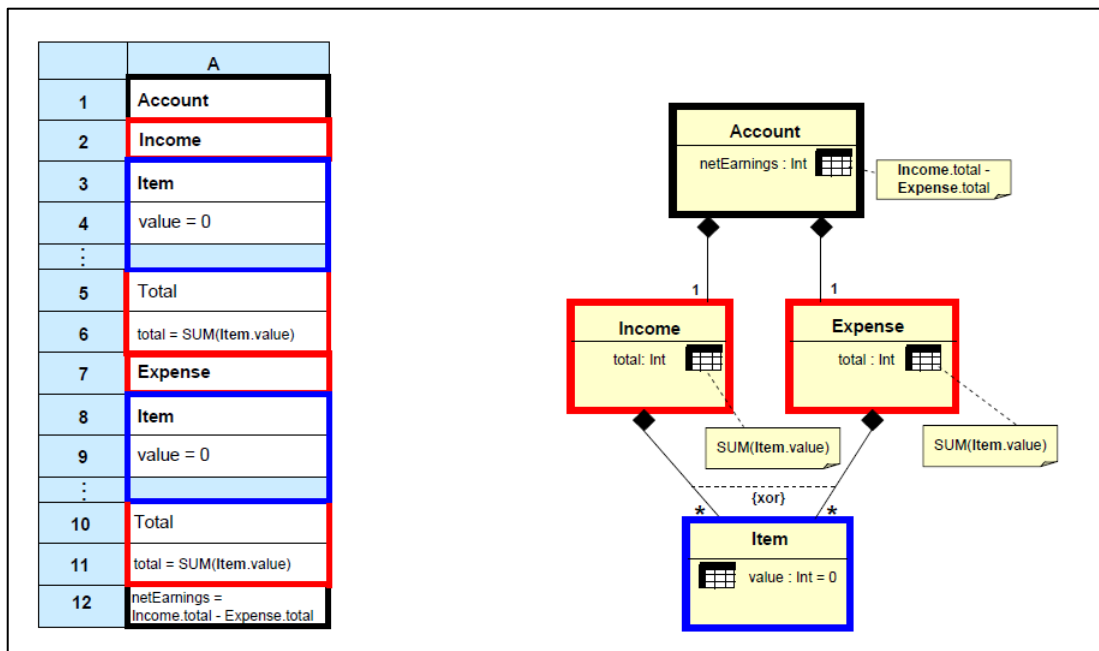 A
1 Account
2 Income
3 Item
4 value = 0
⋮
5 Total
6 total = SUM(Item.value)
7 Expense
8 Item
9 value = 0
⋮
10 Total
11 total = SUM(Item.value)
12 netEarnings =
Income.total - Expense.total
Account
netEarnings : Int
Income.total -
Expense.total
1
1
Income
total: Int
Expense
total : Int
SUM(Item.value)
SUM(Item.value)
{xor}
*
*
Item
value : Int = 0